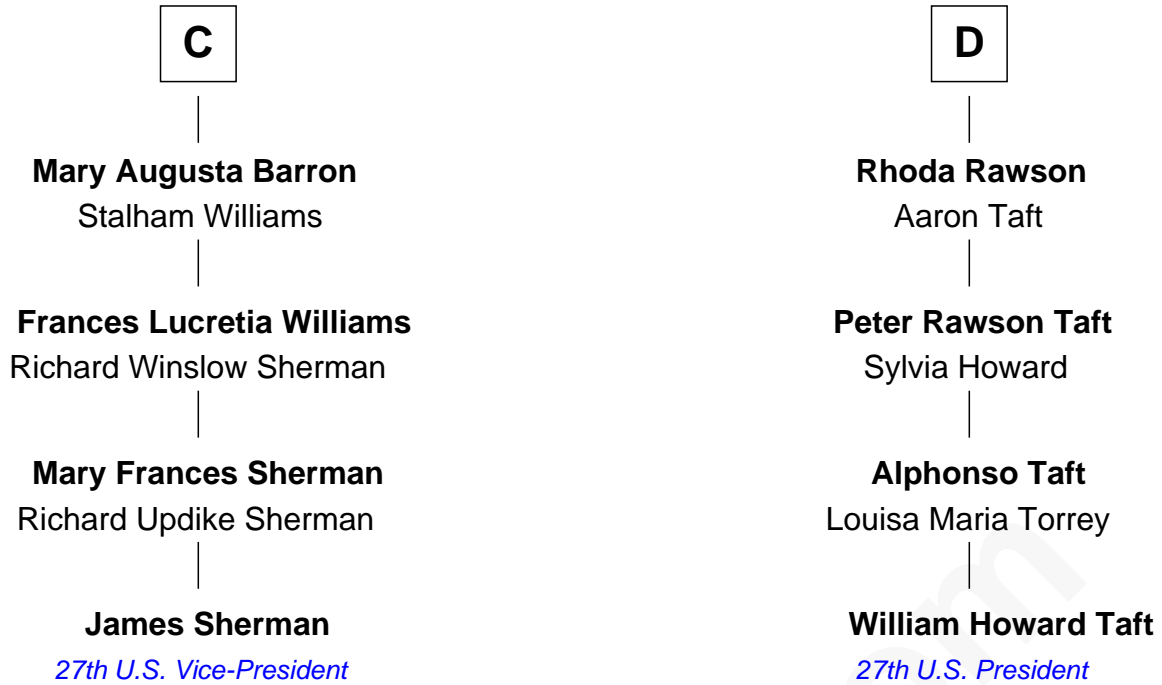 C
Mary Augusta Barron
Stalham Williams
Frances Lucretia Williams
Richard Winslow Sherman
Mary Frances Sherman
Richard Updike Sherman
James Sherman
27th U.S. Vice-President
D
Rhoda Rawson
Aaron Taft
Peter Rawson Taft
Sylvia Howard
Alphonso Taft
Louisa Maria Torrey
William Howard Taft
27th U.S. President